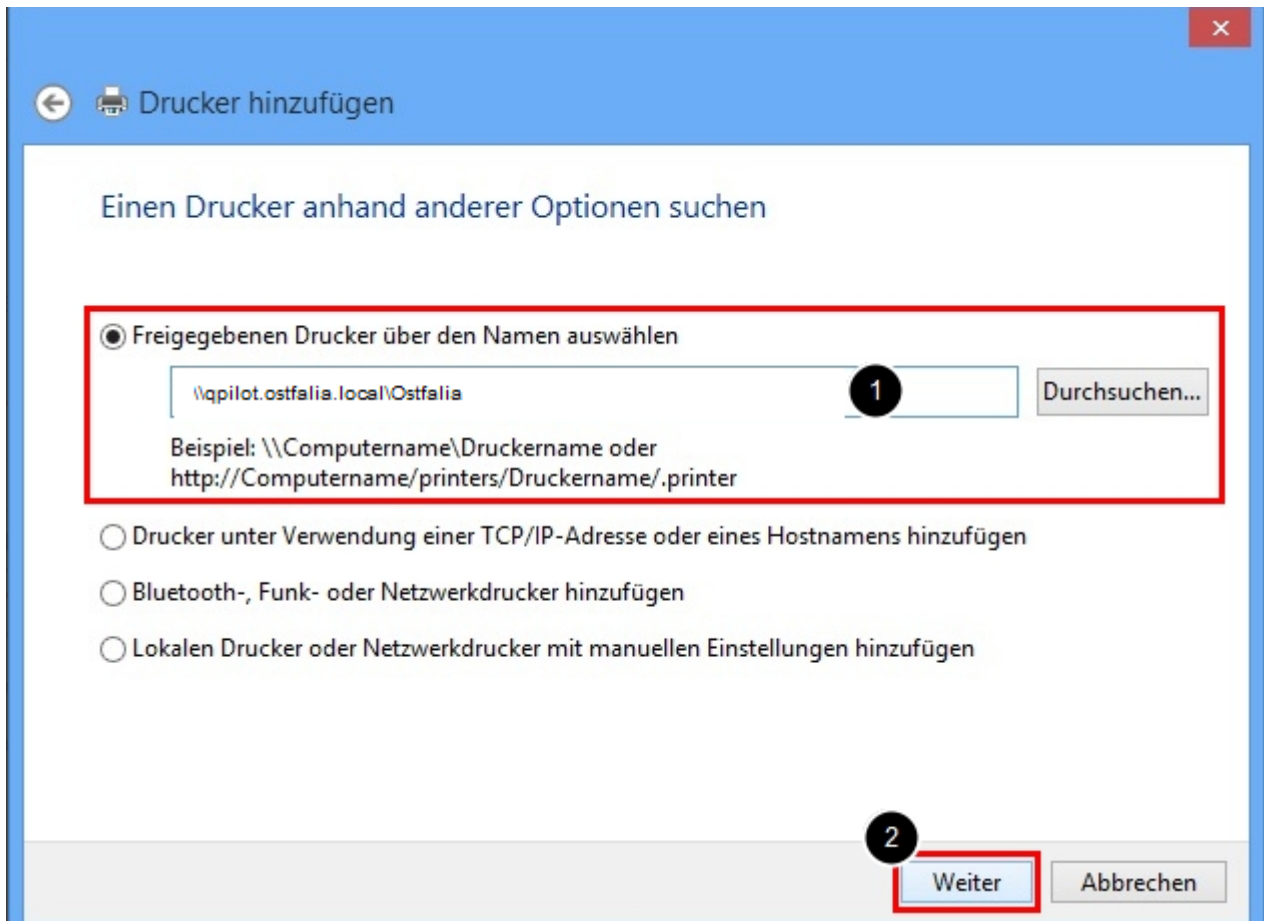 Drucker hinzufügen
Einen Drucker anhand anderer Optionen suchen
Freigegebenen Drucker über den Namen auswählen
\\qpilot.ostfalia.local\Ostfalia
1
Durchsuchen...
Beispiel: \\Computername\Druckername oder
http://Computername/printers/Druckername/.printer
Drucker unter Verwendung einer TCP/IP-Adresse oder eines Hostnamens hinzufügen
Bluetooth-, Funk- oder Netzwerkdrucker hinzufügen
Lokalen Drucker oder Netzwerkdrucker mit manuellen Einstellungen hinzufügen
2
Weiter
Abbrechen